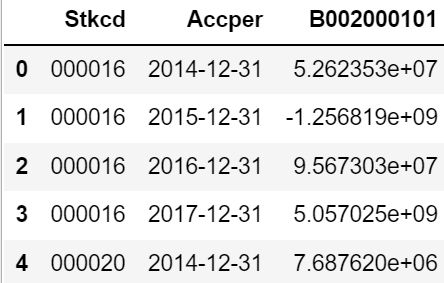 Stkcd Accper B002000101
0 000016 2014-12-31 5.262353e+07
1 000016 2015-12-31 -1.256819e+09
2 000016 2016-12-31 9.567303e+07
3 000016 2017-12-31 5.057025e+09
4 000020 2014-12-31 7.687620e+06